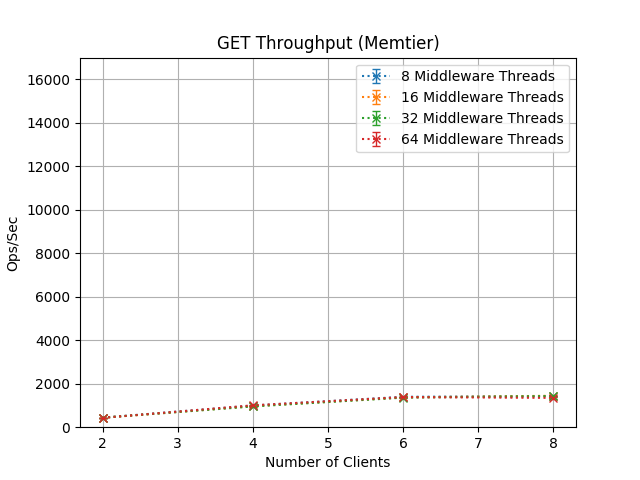 GET Throughput (Memtier)
8 Middleware Threads
16 Middleware Threads
32 Middleware Threads
64 Middleware Threads
16000
14000
12000
10000
8000
6000
4000
2000
0
Ops/Sec
2 3 4 5 6 7 8
Number of Clients